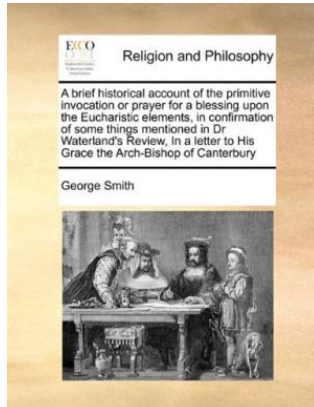 ECCO
Religion and Philosophy
A brief historical account of the primitive
invocation or prayer for a blessing upon
the Eucharistic elements, in confirmation
of some things mentioned in Dr
Waterland's Review, In a letter to His
Grace the Arch-Bishop of Canterbury
George Smith